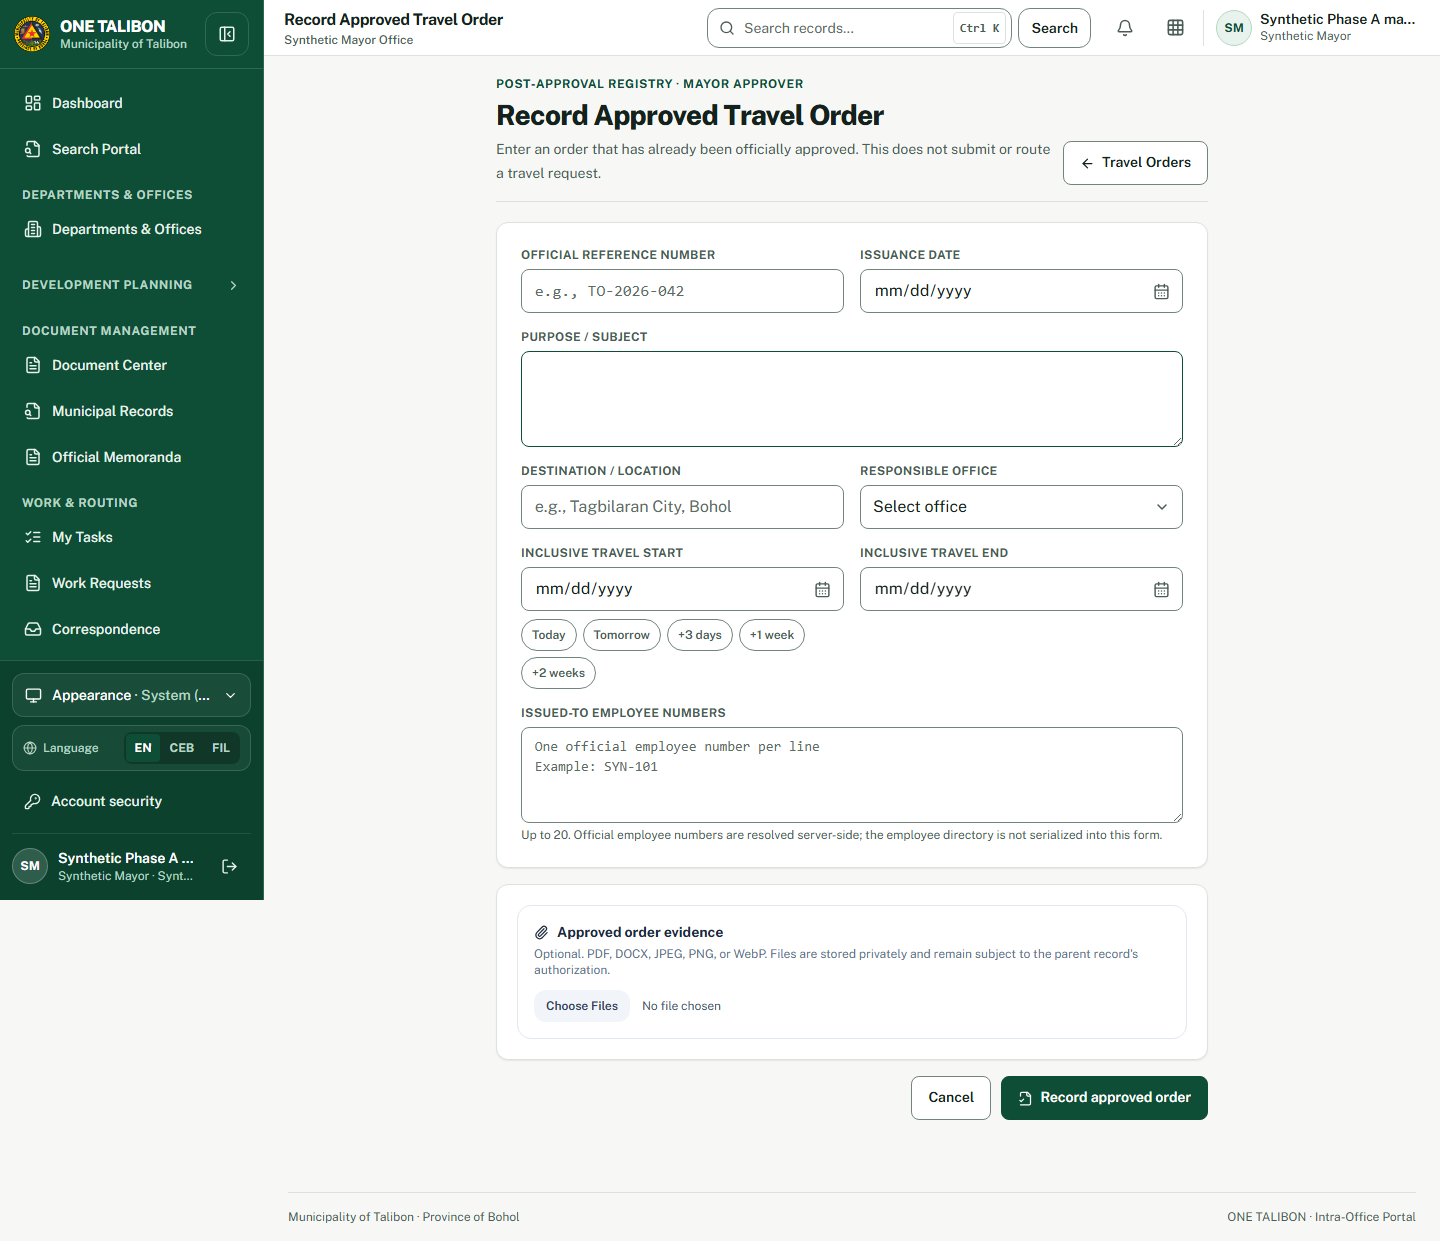 ONE TALIBON
Municipality of Talibon
Dashboard
Search Portal
DEPARTMENTS & OFFICES
Departments & Offices
DEVELOPMENT PLANNING
DOCUMENT MANAGEMENT
Document Center
Municipal Records
Official Memoranda
WORK & ROUTING
My Tasks
Work Requests
Correspondence
Appearance · System (...
Language EN CEB FIL
Account security
SM
Synthetic Phase A ...
Synthetic Mayor · Synt...
Record Approved Travel Order
Synthetic Mayor Office
Search records... Ctrl K Search
SM
Synthetic Phase A ma...
Synthetic Mayor
POST-APPROVAL REGISTRY · MAYOR APPROVER
Record Approved Travel Order
Enter an order that has already been officially approved. This does not submit or route
a travel request.
Travel Orders
OFFICIAL REFERENCE NUMBER ISSUANCE DATE
e.g., TO-2026-042 mm/dd/yyyy
PURPOSE / SUBJECT
DESTINATION / LOCATION RESPONSIBLE OFFICE
e.g., Tagbilaran City, Bohol Select office
INCLUSIVE TRAVEL START INCLUSIVE TRAVEL END
mm/dd/yyyy mm/dd/yyyy
Today Tomorrow +3 days +1 week
+2 weeks
ISSUED-TO EMPLOYEE NUMBERS
One official employee number per line
Example: SYN-101
Up to 20. Official employee numbers are resolved server-side; the employee directory is not serialized into this form.
Approved order evidence
Optional. PDF, DOCX, JPEG, PNG, or WebP. Files are stored privately and remain subject to the parent record's
authorization.
Choose Files No file chosen
Cancel Record approved order
Municipality of Talibon · Province of Bohol ONE TALIBON · Intra-Office Portal